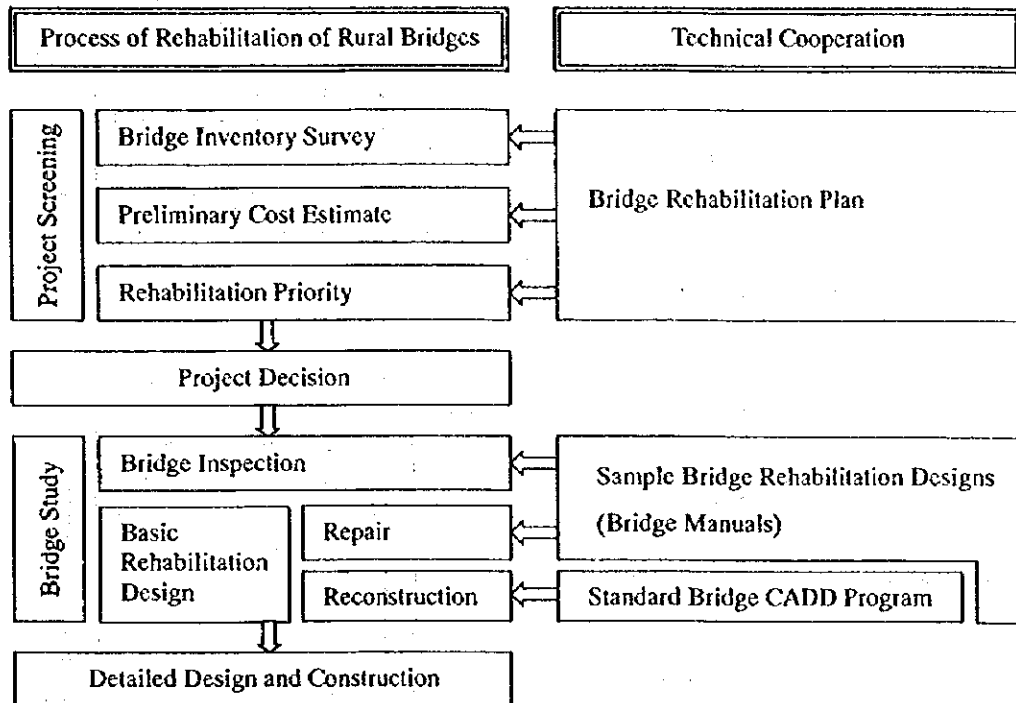 Process of Rehabilitation of Rural Bridges
Technical Cooperation
Project Screening
Bridge Inventory Survey
Preliminary Cost Estimate
Rehabilitation Priority
Bridge Rehabilitation Plan
Project Decision
Bridge Study
Bridge Inspection
Basic
Rehabilitation
Design
Repair
Reconstruction
Sample Bridge Rehabilitation Designs
(Bridge Manuals)
Standard Bridge CADD Program
Detailed Design and Construction